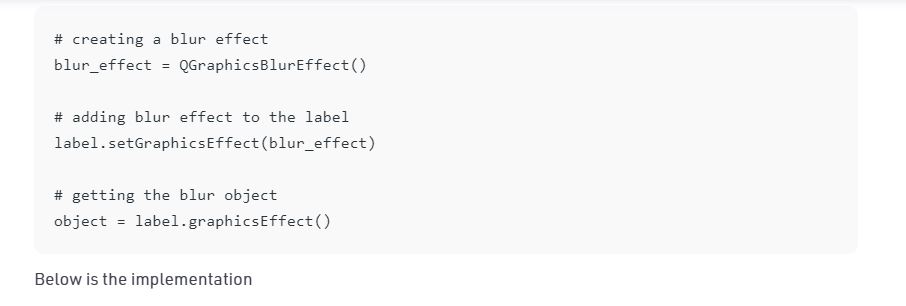 # creating a blur effect
blur_effect = QGraphicsBlurEffect()
# adding blur effect to the label
label.setGraphicsEffect(blur_effect)
# getting the blur object
object = label.graphicsEffect()
Below is the implementation